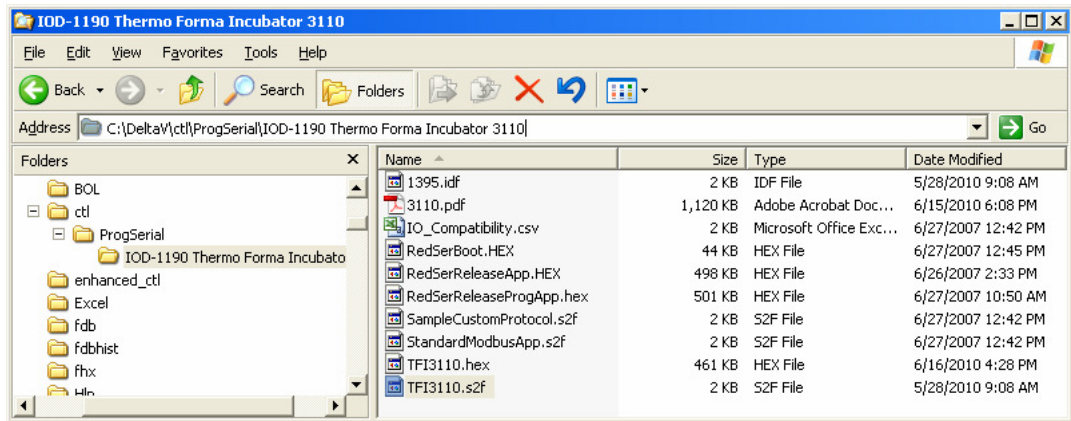 IOD-1190 Thermo Forma Incubator 3110
File Edit View Favorites Tools Help
Back Search Folders
Address C:\DeltaV\ctl\ProgSerial\IOD-1190 Thermo Forma Incubator 3110 Go
Folders x Name Size Type Date Modified
BOL
ctl
ProgSerial
IOD-1190 Thermo Forma Incubato
enhanced_ctl
Excel
fdb
fdbhist
fhx
Hlp
1395.idf 2 KB IDF File 5/28/2010 9:08 AM
3110.pdf 1,120 KB Adobe Acrobat Doc... 6/15/2010 6:08 PM
IO_Compatibility.csv 2 KB Microsoft Office Exc... 6/27/2007 12:42 PM
RedSerBoot.HEX 44 KB HEX File 6/27/2007 12:45 PM
RedSerReleaseApp.HEX 498 KB HEX File 6/26/2007 2:33 PM
RedSerReleaseProgApp.hex 501 KB HEX File 6/27/2007 10:50 AM
SampleCustomProtocol.s2f 2 KB S2F File 6/27/2007 12:42 PM
StandardModbusApp.s2f 2 KB S2F File 6/27/2007 12:42 PM
TFI3110.hex 461 KB HEX File 6/16/2010 4:28 PM
TFI3110.s2f 2 KB S2F File 5/28/2010 9:08 AM